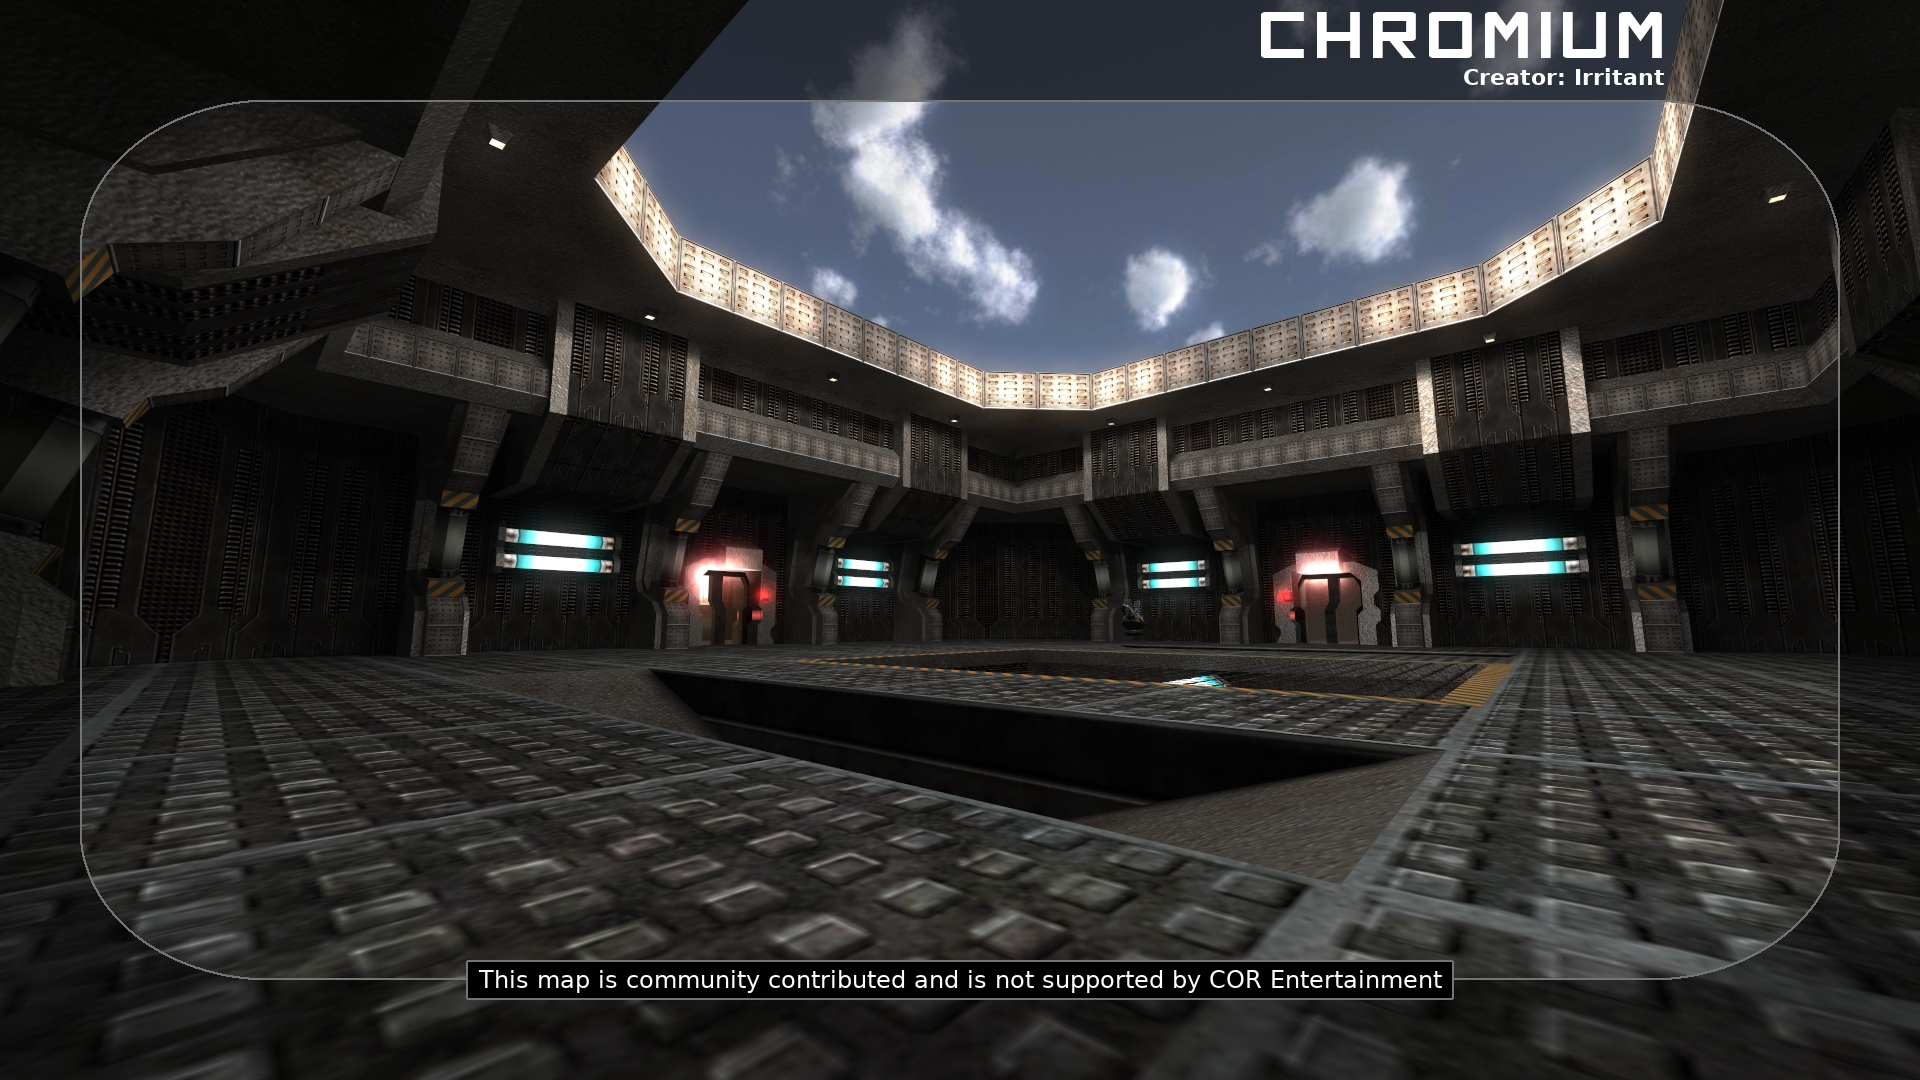 CHROMIUM
Creator: Irritant
This map is community contributed and is not supported by COR Entertainment